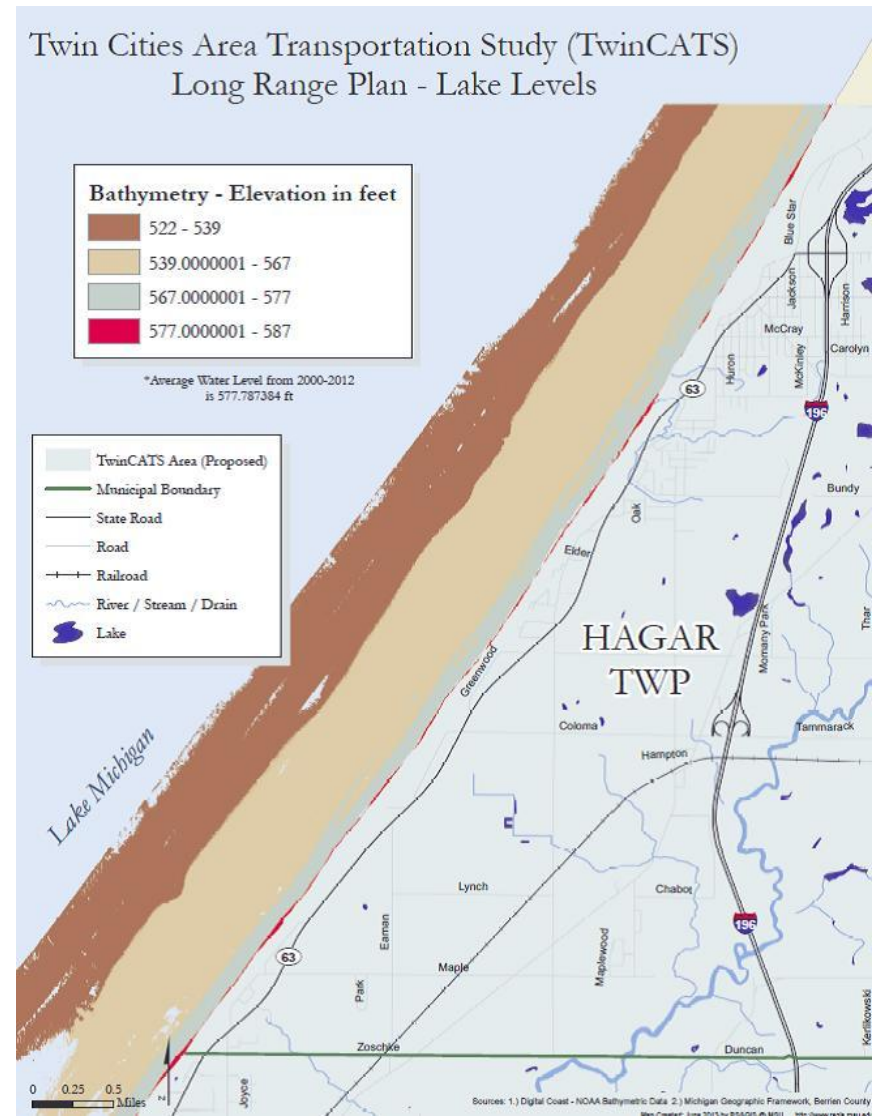 Twin Cities Area Transportation Study (TwinCATS)
Long Range Plan - Lake Levels
Bathymetry - Elevation in feet
522 - 539
539.0000001 - 567
567.0000001 - 577
577.0000001 - 587
*Average Water Level from 2000-2012
is 577.787384 ft
TwinCATS Area (Proposed)
Municipal Boundary
State Road
Road
Railroad
River / Stream / Drain
Lake
Blue Star
Jackson
Harrison
McCray
Huron
McKinley
Carolyn
63
196
Bundy
Oak
Elder
HAGAR
TWP
Momany Park
Thar
Greenwood
Coloma
Tammarack
Hampton
Lake Michigan
Lynch
Chabot
196
Eaman
63
Maple
Maplewood
Park
Kerlikowski
Zoschke
Duncan
Joyce
0 0.25 0.5
Miles
Sources: 1.) Digital Coast - NOAA Bathymetric Data 2.) Michigan Geographic Framework, Berrien County